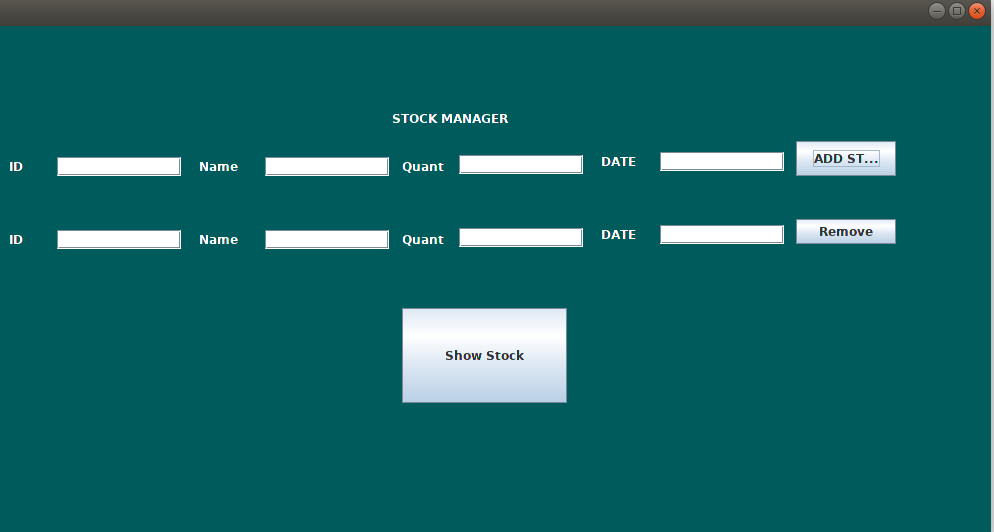 STOCK MANAGER
ID Name Quant DATE ADD ST...
ID Name Quant DATE Remove
Show Stock